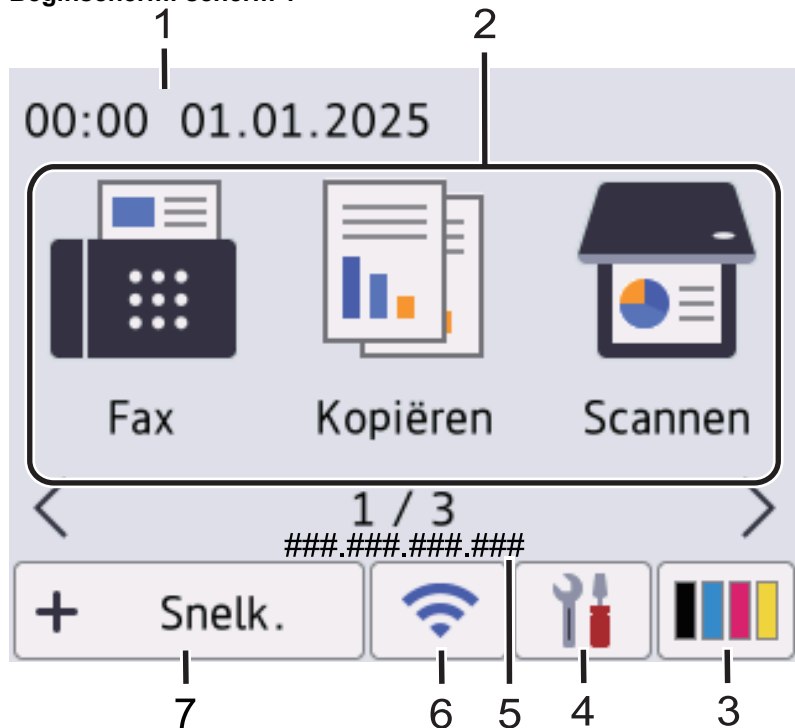 1 2
00:00 01.01.2025
Fax Kopiëren Scannen
< 1 / 3 >
###.###.###.###
+ Snelk.
7 6 5 4 3